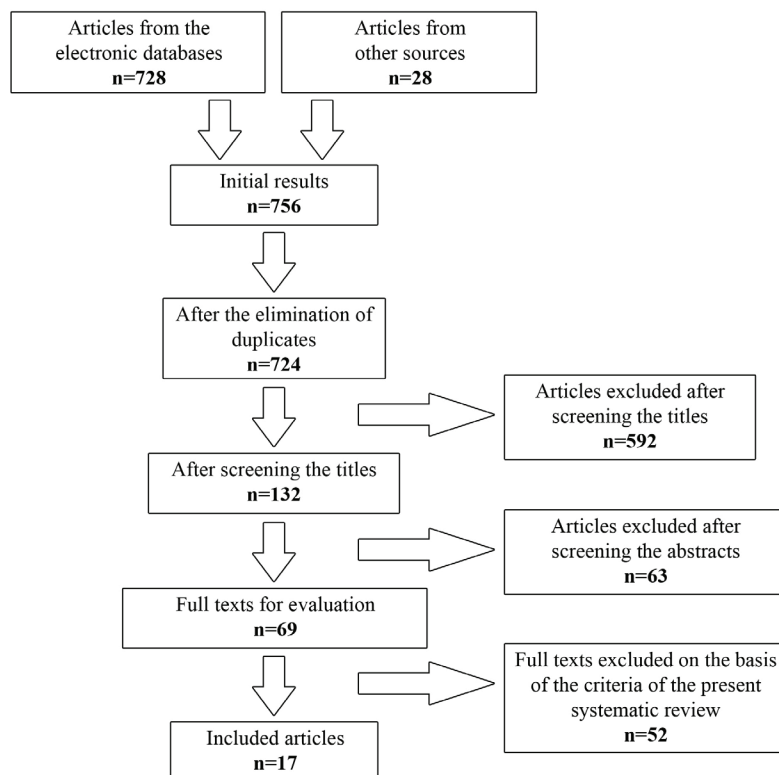 Articles from the
electronic databases
n=728
Articles from
other sources
n=28
Initial results
n=756
After the elimination of
duplicates
n=724
Articles excluded after
screening the titles
n=592
After screening the titles
n=132
Articles excluded after
screening the abstracts
n=63
Full texts for evaluation
n=69
Full texts excluded on the basis
of the criteria of the present
systematic review
n=52
Included articles
n=17